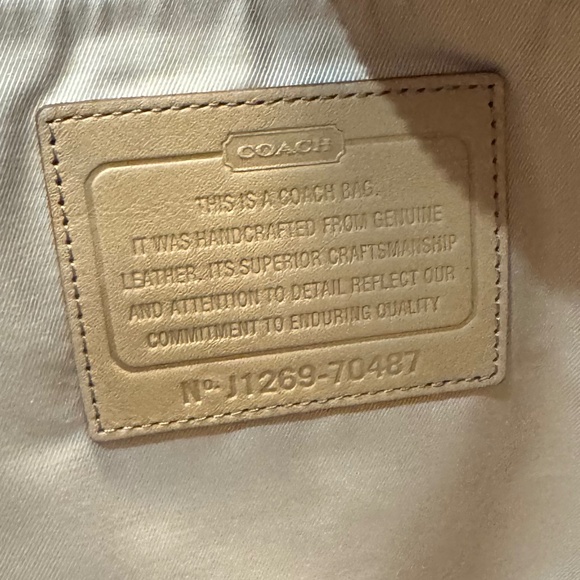 COACH
THIS IS A COACH BAG.
IT WAS HANDCRAFTED FROM GENUINE
LEATHER. ITS SUPERIOR CRAFTSMANSHIP
AND ATTENTION TO DETAIL REFLECT OUR
COMMITMENT TO ENDURING QUALITY
Nº J1269-70487